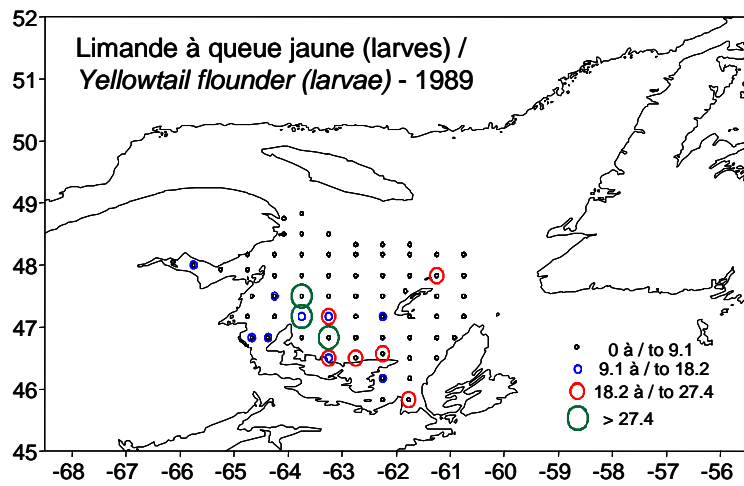 Limande à queue jaune (larves) /
Yellowtail flounder (larvae) - 1989
52
51
50
49
48
47
46
45
0 à / to 9.1
9.1 à / to 18.2
18.2 à / to 27.4
> 27.4
-68 -67 -66 -65 -64 -63 -62 -61 -60 -59 -58 -57 -56